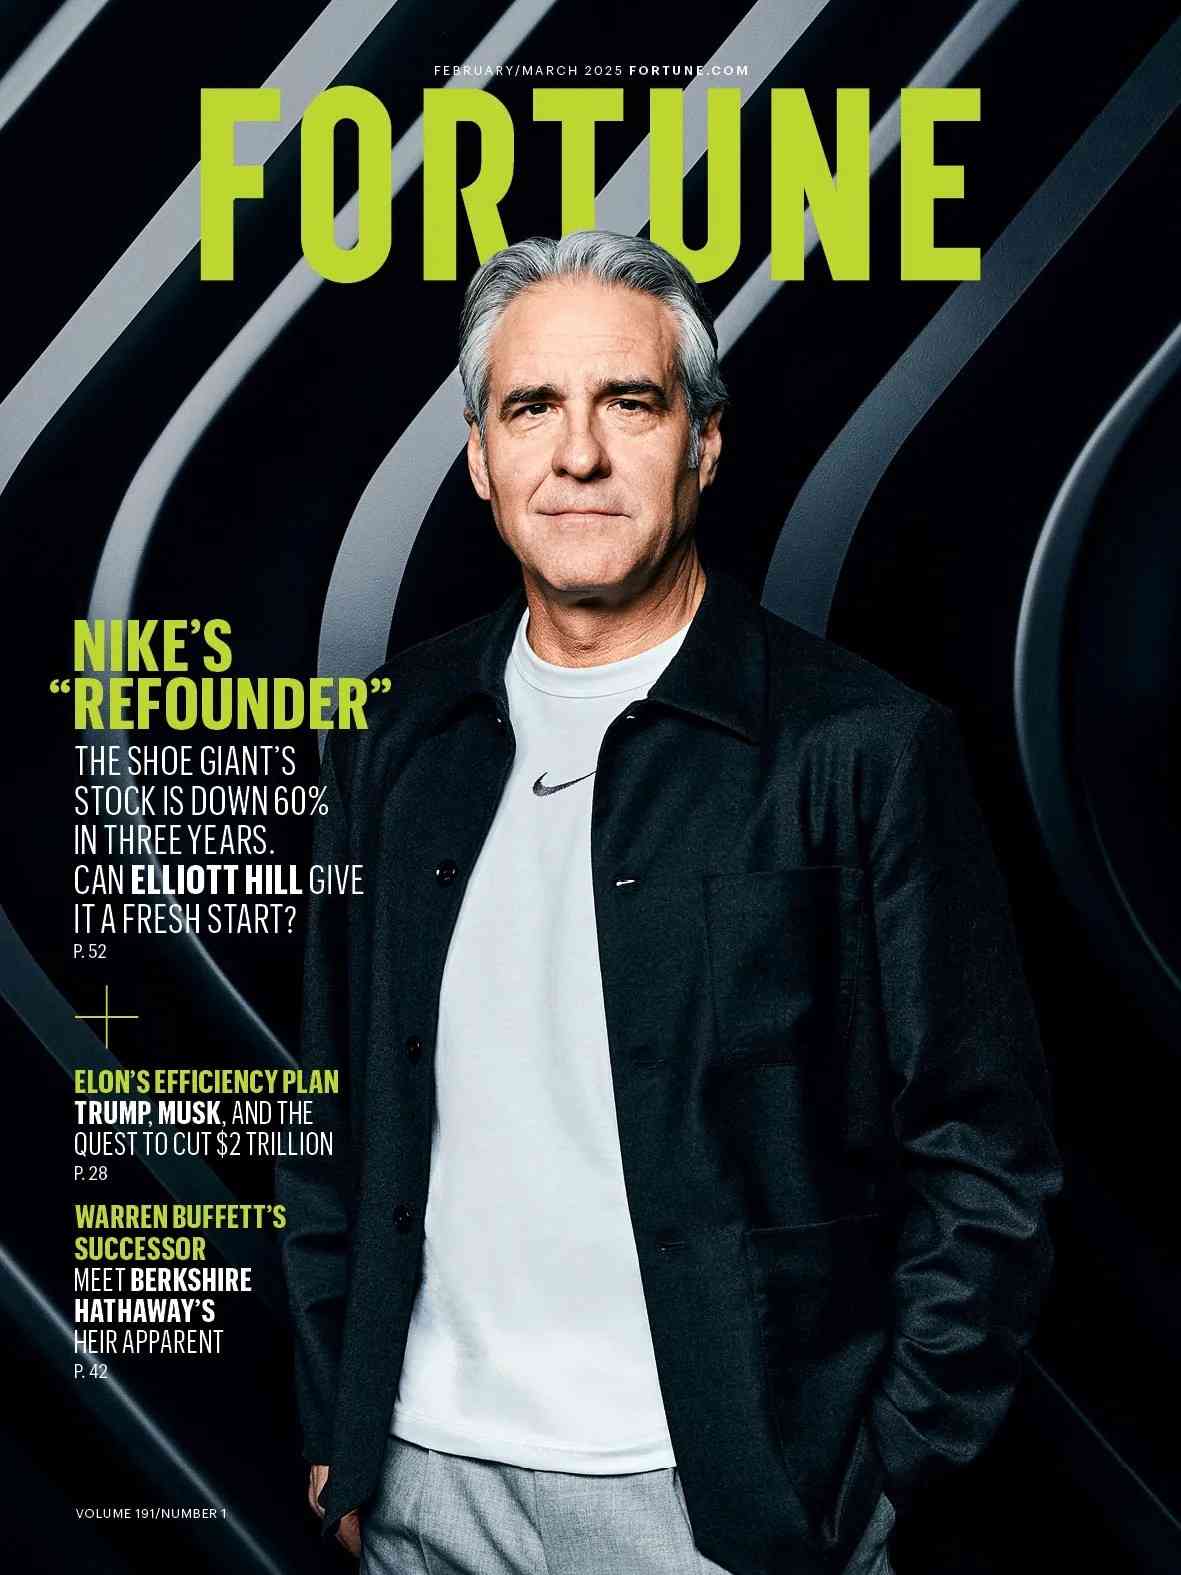 FEBRUARY/MARCH 2025 FORTUNE.COM
FORTUNE
NIKE'S
“REFOUNDER”
THE SHOE GIANT'S
STOCK IS DOWN 60%
IN THREE YEARS.
CAN ELLIOTT HILL GIVE
IT A FRESH START?
P. 52
ELON'S EFFICIENCY PLAN
TRUMP, MUSK, AND THE
QUEST TO CUT $2 TRILLION
P. 28
WARREN BUFFETT'S
SUCCESSOR
MEET BERKSHIRE
HATHAWAY'S
HEIR APPARENT
P. 42
VOLUME 191/NUMBER 1